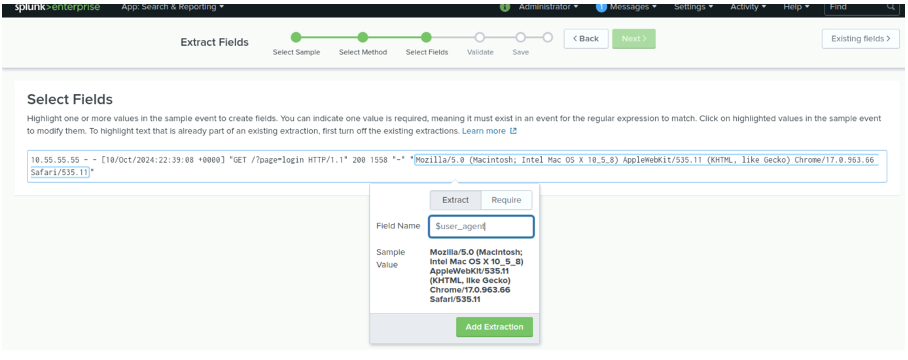 splunk>enterprise App: Search & Reporting ▾ i Administrator ▾ 1 Messages ▾ Settings ▾ Activity ▾ Help ▾ Find
Extract Fields
Select Sample Select Method Select Fields Validate Save
< Back Next > Existing fields >
Select Fields
Highlight one or more values in the sample event to create fields. You can indicate one value is required, meaning it must exist in an event for the regular expression to match. Click on highlighted values in the sample event
to modify them. To highlight text that is already part of an existing extraction, first turn off the existing extractions. Learn more
10.55.55.55 - - [10/Oct/2024:22:39:08 +0000] "GET /?page=login HTTP/1.1" 200 1558 "-" "Mozilla/5.0 (Macintosh; Intel Mac OS X 10_5_8) AppleWebKit/535.11 (KHTML, like Gecko) Chrome/17.0.963.66
Safari/535.11"
Extract Require
Field Name $user_agent
Sample
Value
Mozilla/5.0 (Macintosh;
Intel Mac OS X 10_5_8)
AppleWebKit/535.11
(KHTML, like Gecko)
Chrome/17.0.963.66
Safari/535.11
Add Extraction